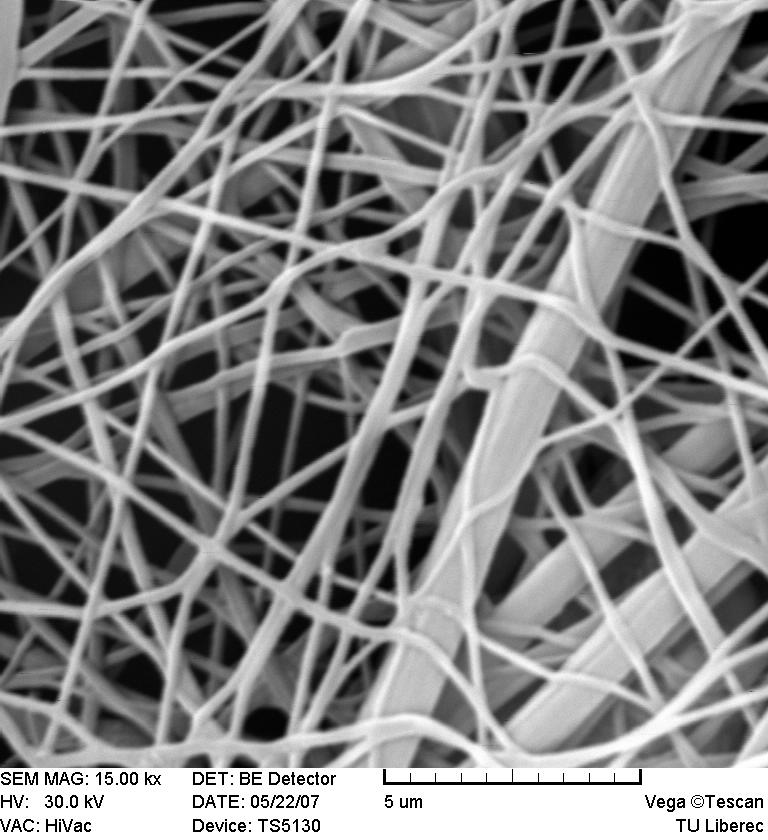 SEM MAG: 15.00 kx DET: BE Detector
HV: 30.0 kV DATE: 05/22/07 5 um Vega ©Tescan
VAC: HiVac Device: TS5130 TU Liberec